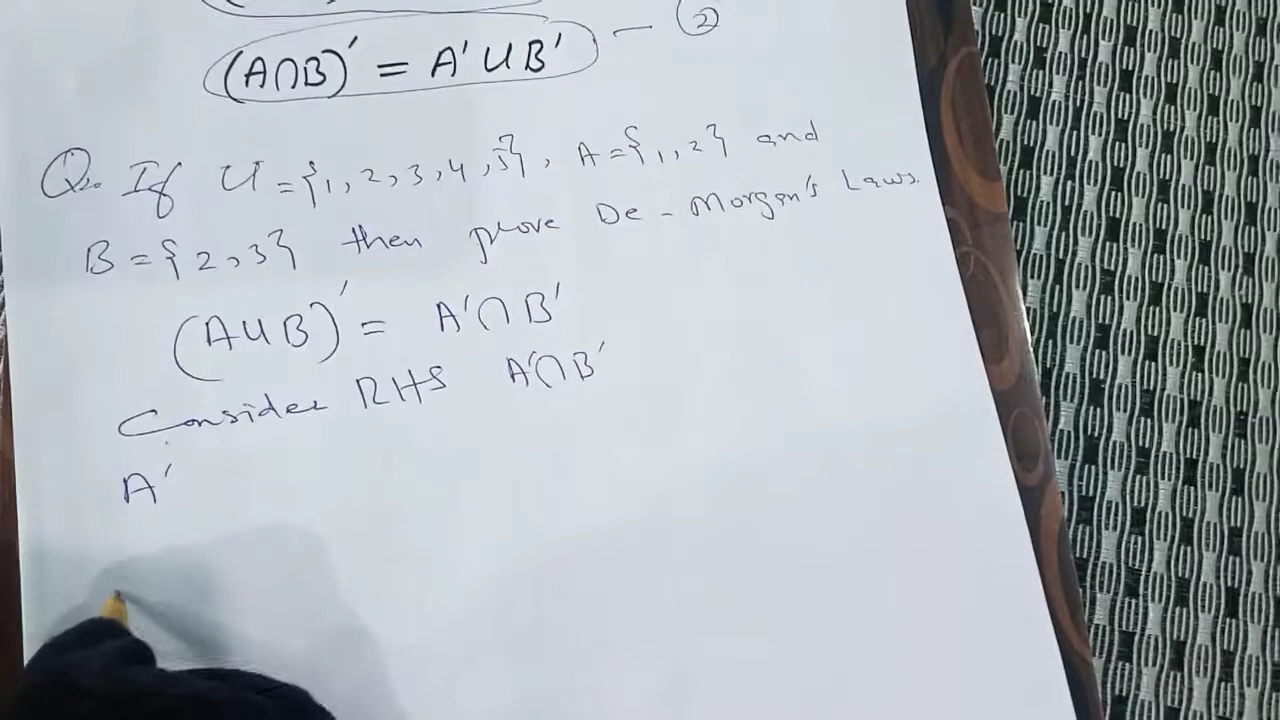 (A∩B)' = A'∪B' — ②
Q. If U = {1, 2, 3, 4, 5}, A = {1, 2} and
B = {2, 3} then prove De-Morgan's Laws.
(A∪B)' = A'∩B'
Consider RHS A'∩B'
A'